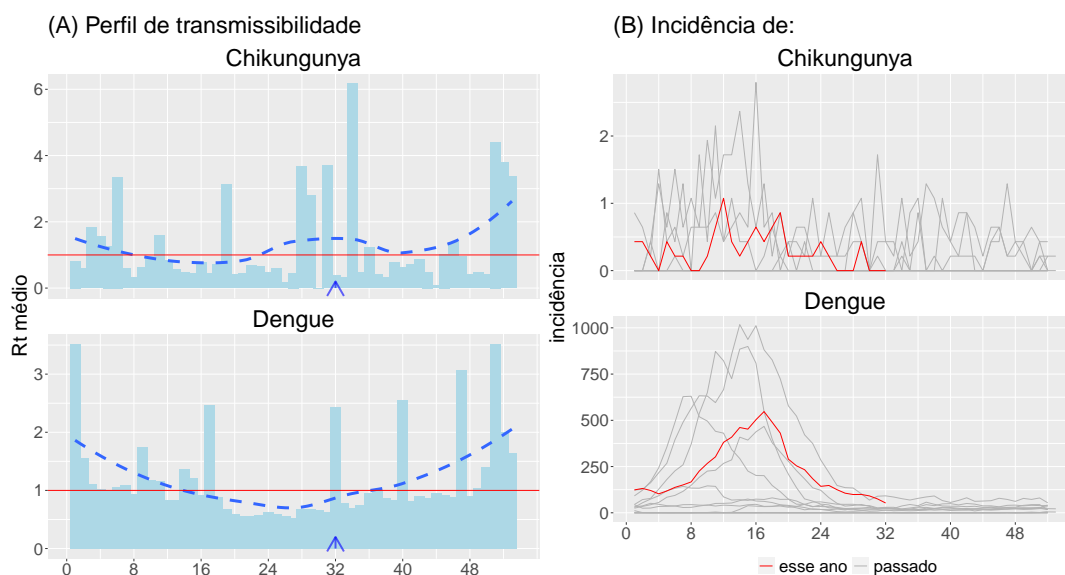 (A) Perfil de transmissibilidade
Chikungunya
6
4
2
0
Dengue
3
2
1
0
0 8 16 24 32 40 48
Rt médio
(B) Incidência de:
Chikungunya
2
1
0
Dengue
1000
750
500
250
0
0 8 16 24 32 40 48
incidência
esse ano passado